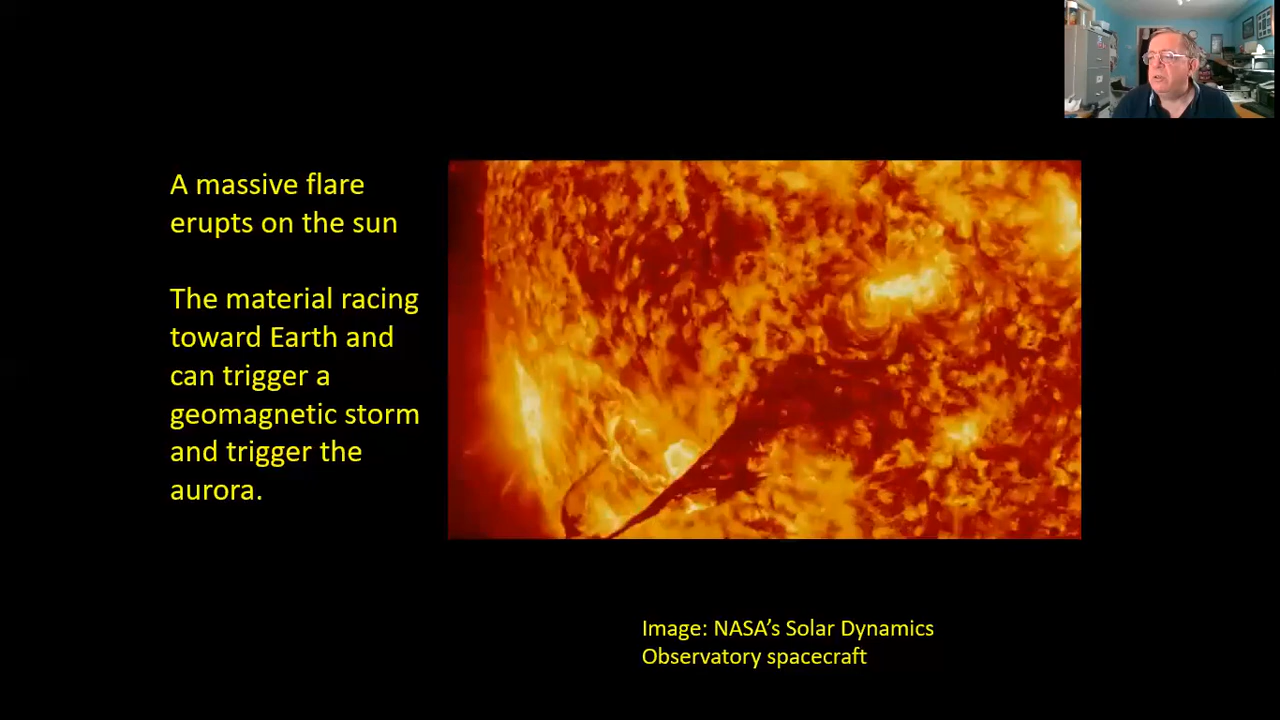 A massive flare
erupts on the sun
The material racing
toward Earth and
can trigger a
geomagnetic storm
and trigger the
aurora.
Image: NASA’s Solar Dynamics
Observatory spacecraft